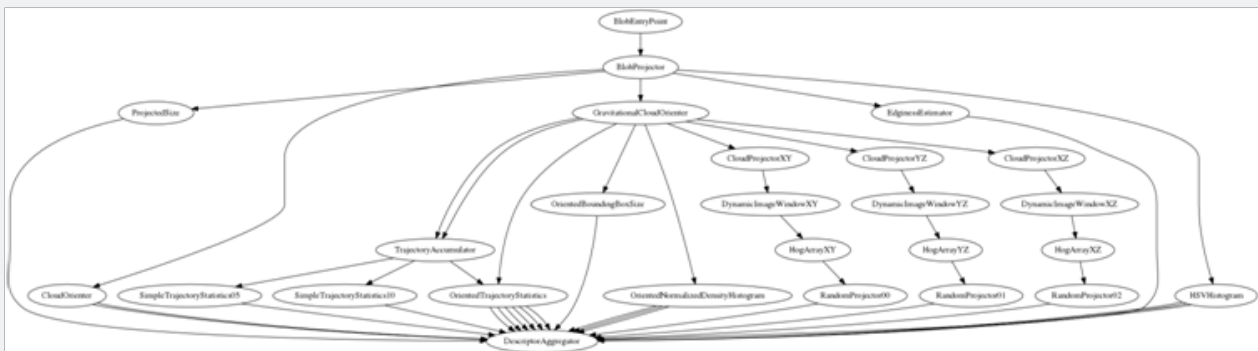 BlobEntryPoint
BlobProjector
ProjectedSize GravitationalCloudOrienter EdginessEstimator
CloudProjectorXY CloudProjectorYZ CloudProjectorXZ
OrientedBoundingBoxSize DynamicImageWindowXY DynamicImageWindowYZ DynamicImageWindowXZ
TrajectoryAccumulator HogArrayXY HogArrayYZ HogArrayXZ
CloudOrienter SimpleTrajectoryStatistics05 SimpleTrajectoryStatistics10 OrientedTrajectoryStatistics OrientedNormalizedDensityHistogram RandomProjector00 RandomProjector01 RandomProjector02 HSVHistogram
DescriptorAggregator